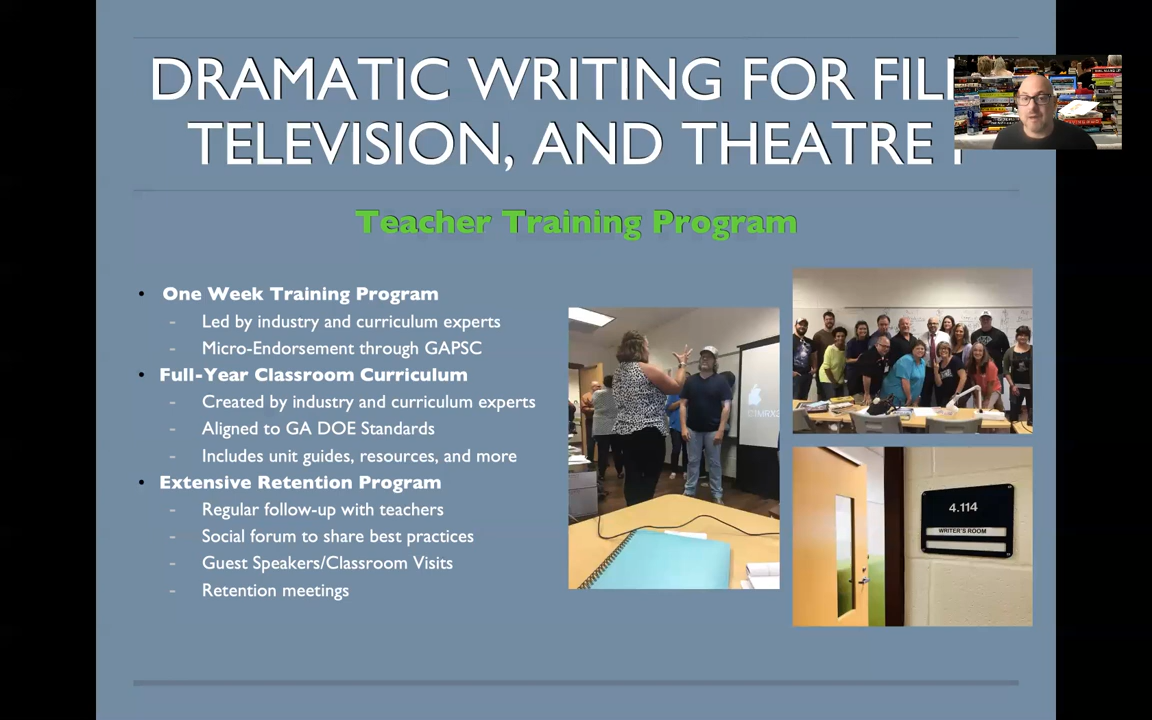 DRAMATIC WRITING FOR FIL
TELEVISION, AND THEATRE
Teacher Training Program
• One Week Training Program
- Led by industry and curriculum experts
- Micro-Endorsement through GAPSC
• Full-Year Classroom Curriculum
- Created by industry and curriculum experts
- Aligned to GA DOE Standards
- Includes unit guides, resources, and more
• Extensive Retention Program
- Regular follow-up with teachers
- Social forum to share best practices
- Guest Speakers/Classroom Visits
- Retention meetings
4.114
WRITER'S ROOM